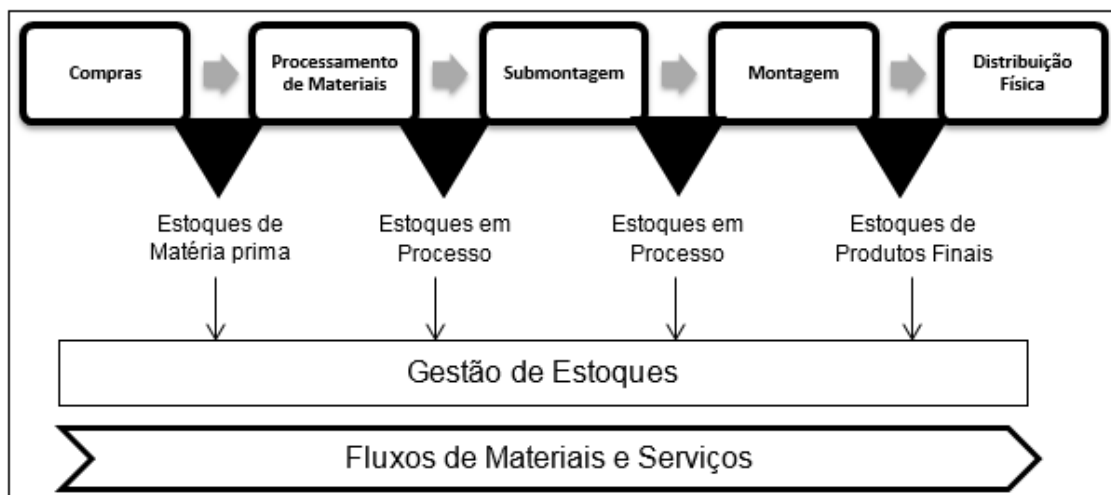 Compras
Processamento
de Materiais
Submontagem
Montagem
Distribuição
Física
Estoques de
Matéria prima
Estoques em
Processo
Estoques em
Processo
Estoques de
Produtos Finais
Gestão de Estoques
Fluxos de Materiais e Serviços